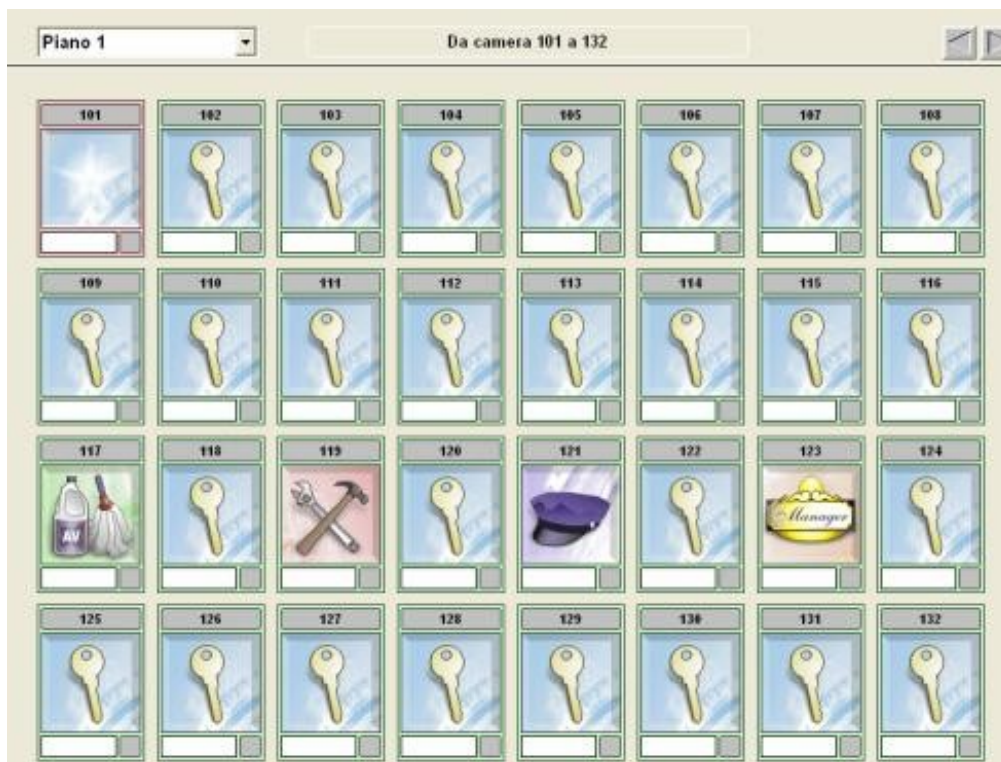 Piano 1
Da camera 101 a 132
101 102 103 104 105 106 107 108
109 110 111 112 113 114 115 116
117 118 119 120 121 122 123 124
AV
Manager
125 126 127 128 129 130 131 132